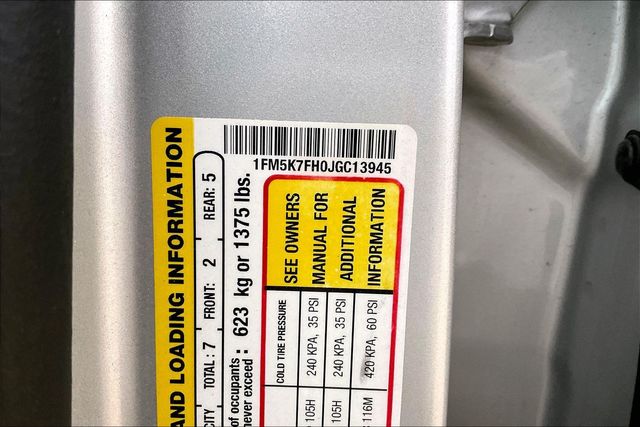 1FM5K7FH0JGC13945
AND LOADING INFORMATION
CITY TOTAL : 7 FRONT: 2 REAR: 5
of occupants
never exceed : 623 kg or 1375 lbs.
COLD TIRE PRESSURE
SEE OWNERS
MANUAL FOR
ADDITIONAL
INFORMATION
105H 240 KPA, 35 PSI
105H 240 KPA, 35 PSI
116M 420 KPA, 60 PSI